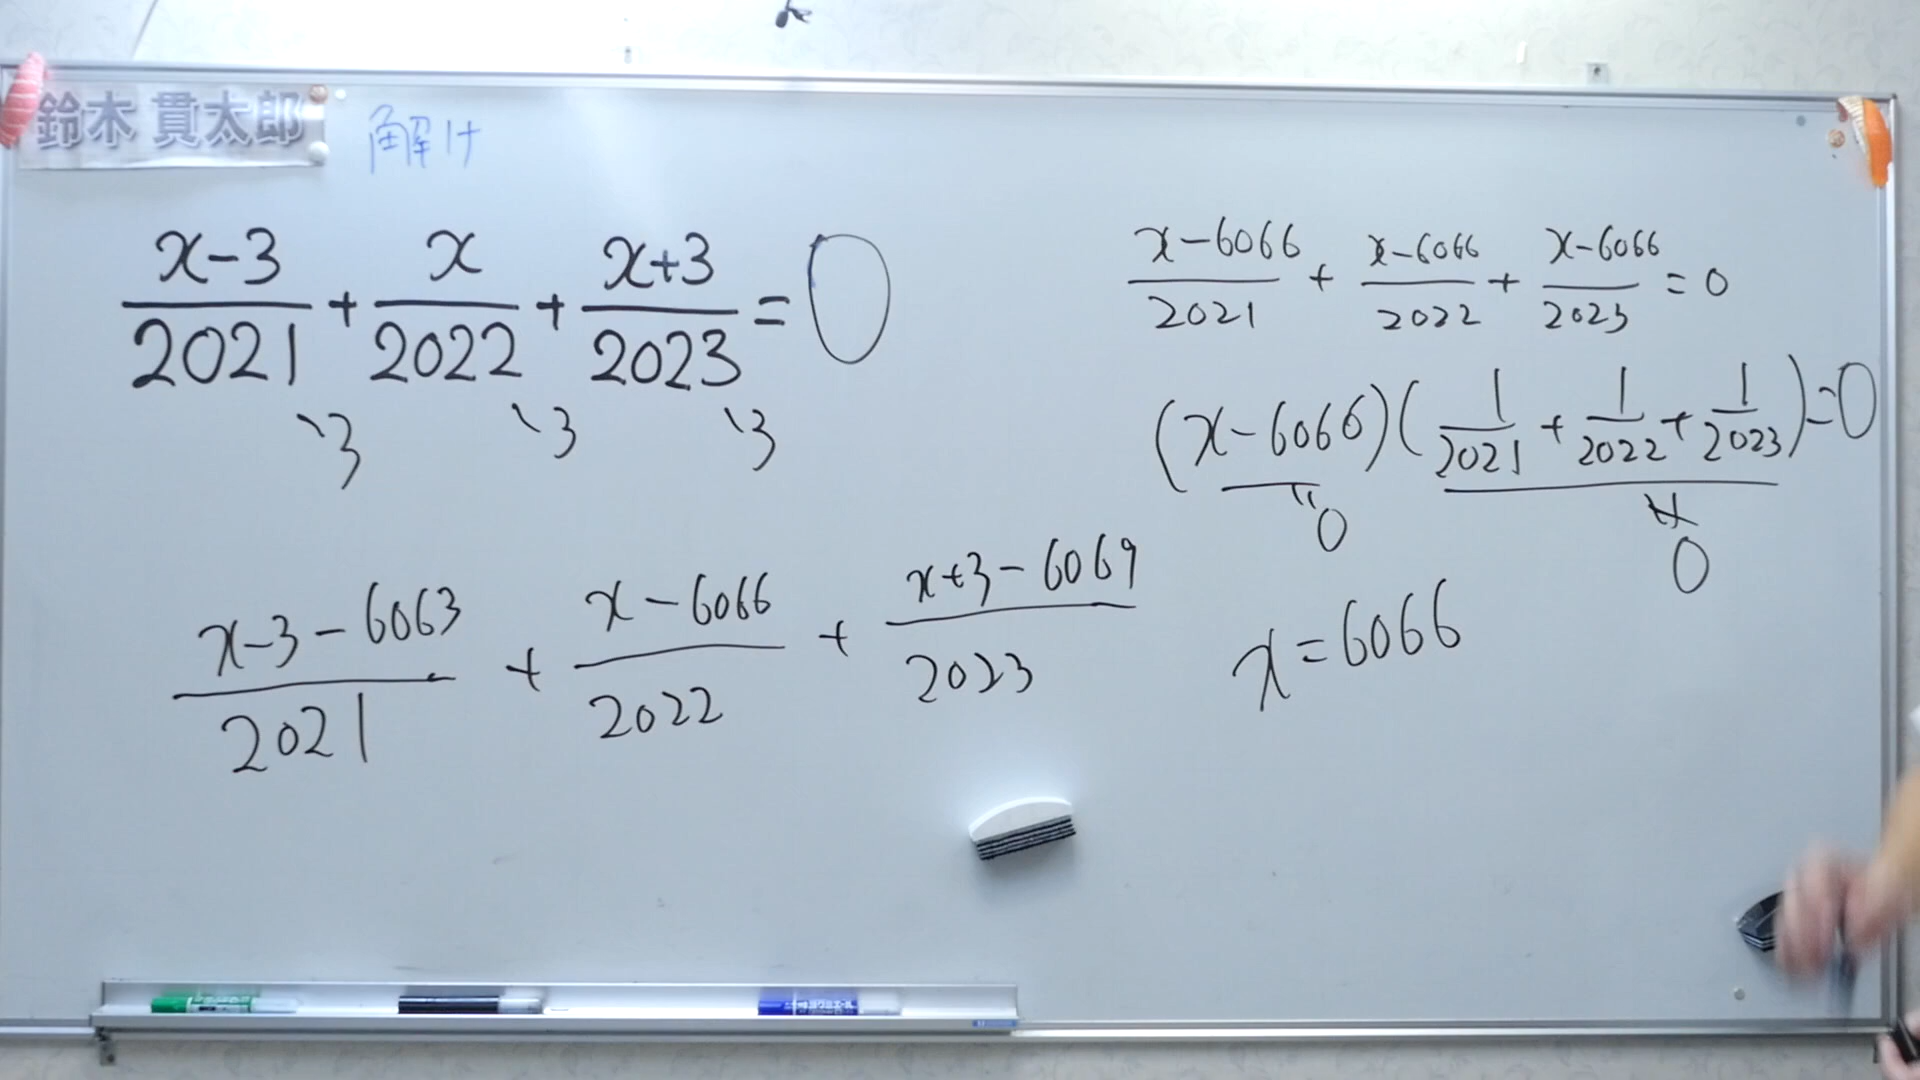 鈴木 貫太郎
解け
x-3/2021 + x/2022 + x+3/2023 = 0
-3 -3 -3
x-3-6063/2021 + x-6066/2022 + x+3-6069/2023
x-6066/2021 + x-6066/2022 + x-6066/2023 = 0
(x-6066)(1/2021 + 1/2022 + 1/2023) = 0
= 0 ≠ 0
x = 6066